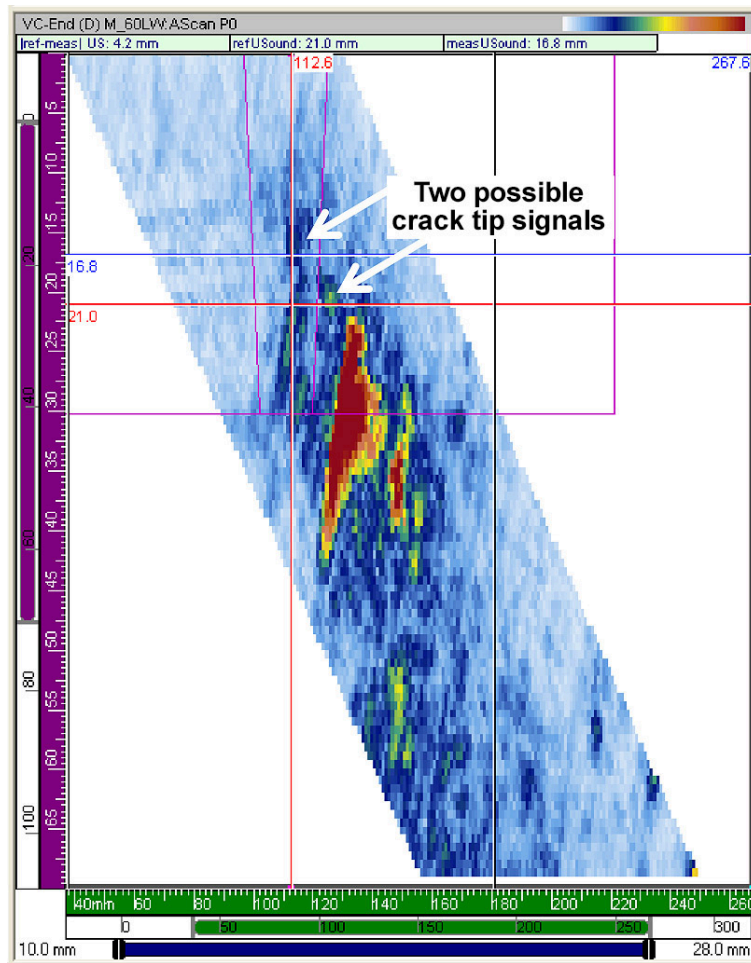 VC-End (D) M_60LW:AScan P0
|ref-meas| US: 4.2 mm refUSound: 21.0 mm measUSound: 16.8 mm
112.6 267.6
Two possible
crack tip signals
16.8
21.0
0 20 40 60 80 100
5 10 15 20 25 30 35 40 45 50 55 60 65
40mm 60 80 100 120 140 160 180 200 220 240 260
0 50 100 150 200 250 300
10.0 mm 28.0 mm